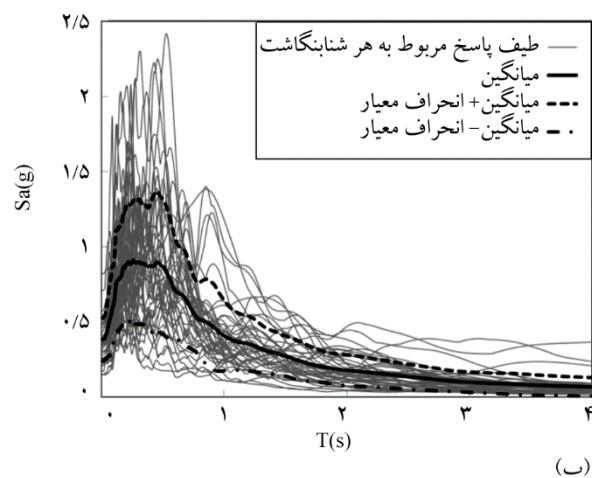 ۲/۵
طیف پاسخ مربوط به هر شنابنگاشت
میانگین
میانگین+ انحراف معیار
میانگین- انحراف معیار
۲
۱/۵
Sa(g)
۱
۰/۵
۰
۰ ۱ ۲ ۳ ۴
T(s)
(ب)